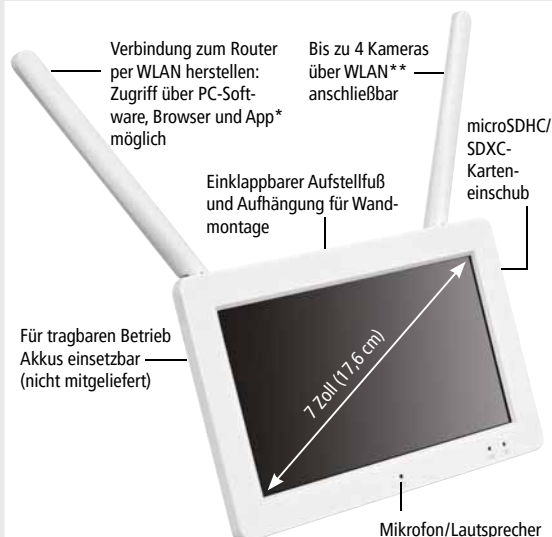 Verbindung zum Router
per WLAN herstellen:
Zugriff über PC-Soft-
ware, Browser und App*
möglich
Bis zu 4 Kameras
über WLAN**
anschließbar
microSDHC/
SDXC-
Karten-
einschub
Einklappbarer Aufstellfuß
und Aufhängung für Wand-
montage
Für tragbaren Betrieb
Akkus einsetzbar
(nicht mitgeliefert)
7 Zoll (17,6 cm)
Mikrofon/Lautsprecher